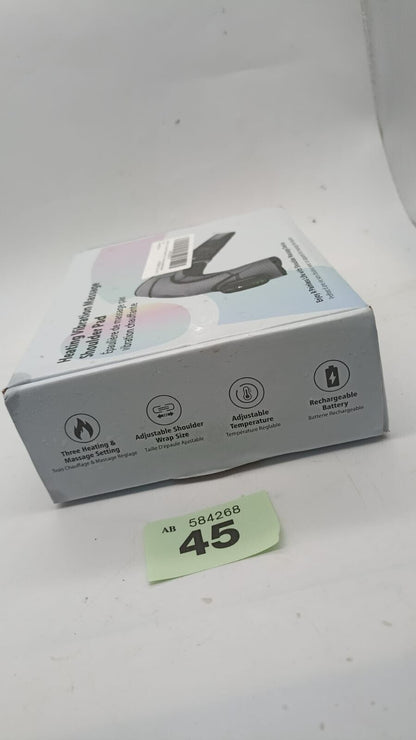 Heating Vibration Massage
Shoulder Pad
Épaulière de massage par
vibration chauffante
Three Heating &
Massage Setting
Trois Chauffage & Massage Réglage
Adjustable Shoulder
Wrap Size
Taille D'épaule Ajustable
Adjustable
Temperature
Température Réglable
Rechargeable
Battery
Batterie Rechargeable
AB 584268
45